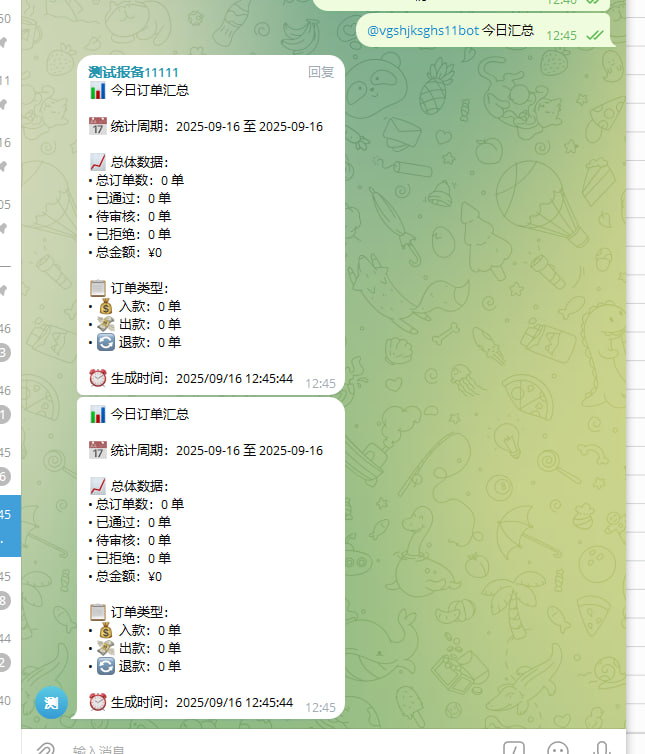 50
12:40
@vgshjksghs11bot 今日汇总 12:45
测试报备11111 回复
今日订单汇总
17 统计周期：2025-09-16 至 2025-09-16
总体数据：
• 总订单数：0 单
• 已通过：0 单
• 待审核：0 单
• 已拒绝：0 单
• 总金额：¥0
订单类型：
• 入款：0 单
• 出款：0 单
• 退款：0 单
生成时间：2025/09/16 12:45:44 12:45
今日订单汇总
17 统计周期：2025-09-16 至 2025-09-16
总体数据：
• 总订单数：0 单
• 已通过：0 单
• 待审核：0 单
• 已拒绝：0 单
• 总金额：¥0
订单类型：
• 入款：0 单
• 出款：0 单
• 退款：0 单
测
生成时间：2025/09/16 12:45:44 12:45
输入消息
11
16
05
46
3
46
1
45
6
45
45
8
44
2
40